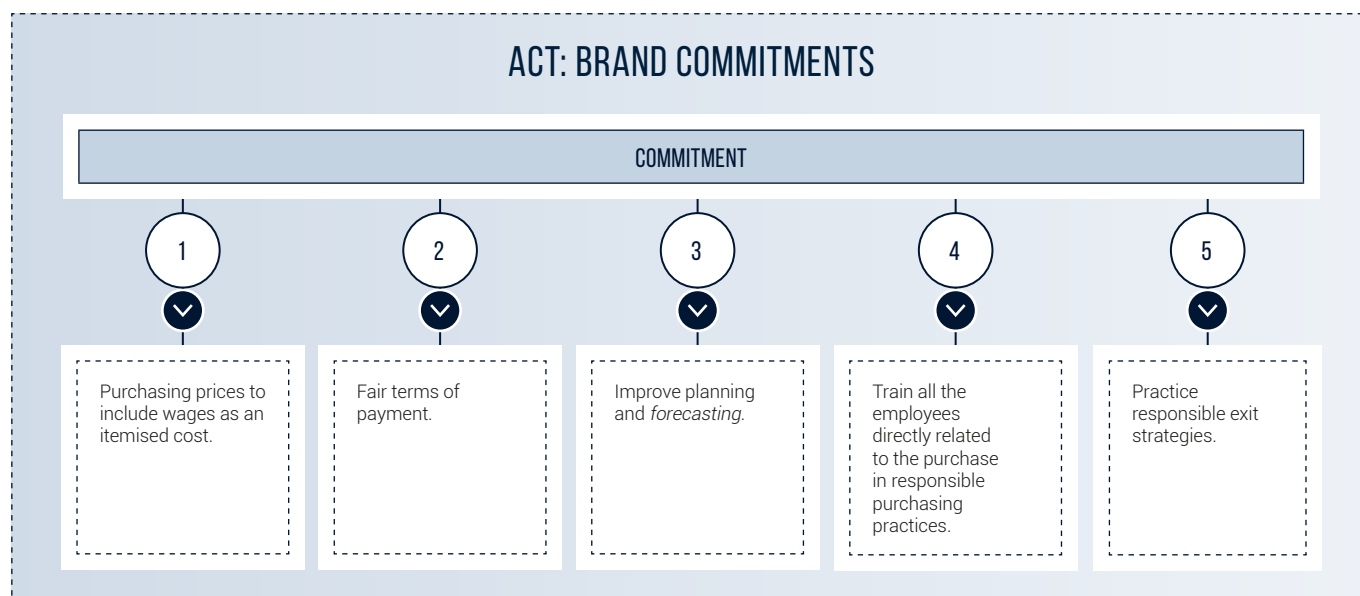 ACT: BRAND COMMITMENTS
COMMITMENT
1
2
3
4
5
Purchasing prices to
include wages as an
itemised cost.
Fair terms of
payment.
Improve planning
and forecasting.
Train all the
employees
directly related
to the purchase
in responsible
purchasing
practices.
Practice
responsible exit
strategies.